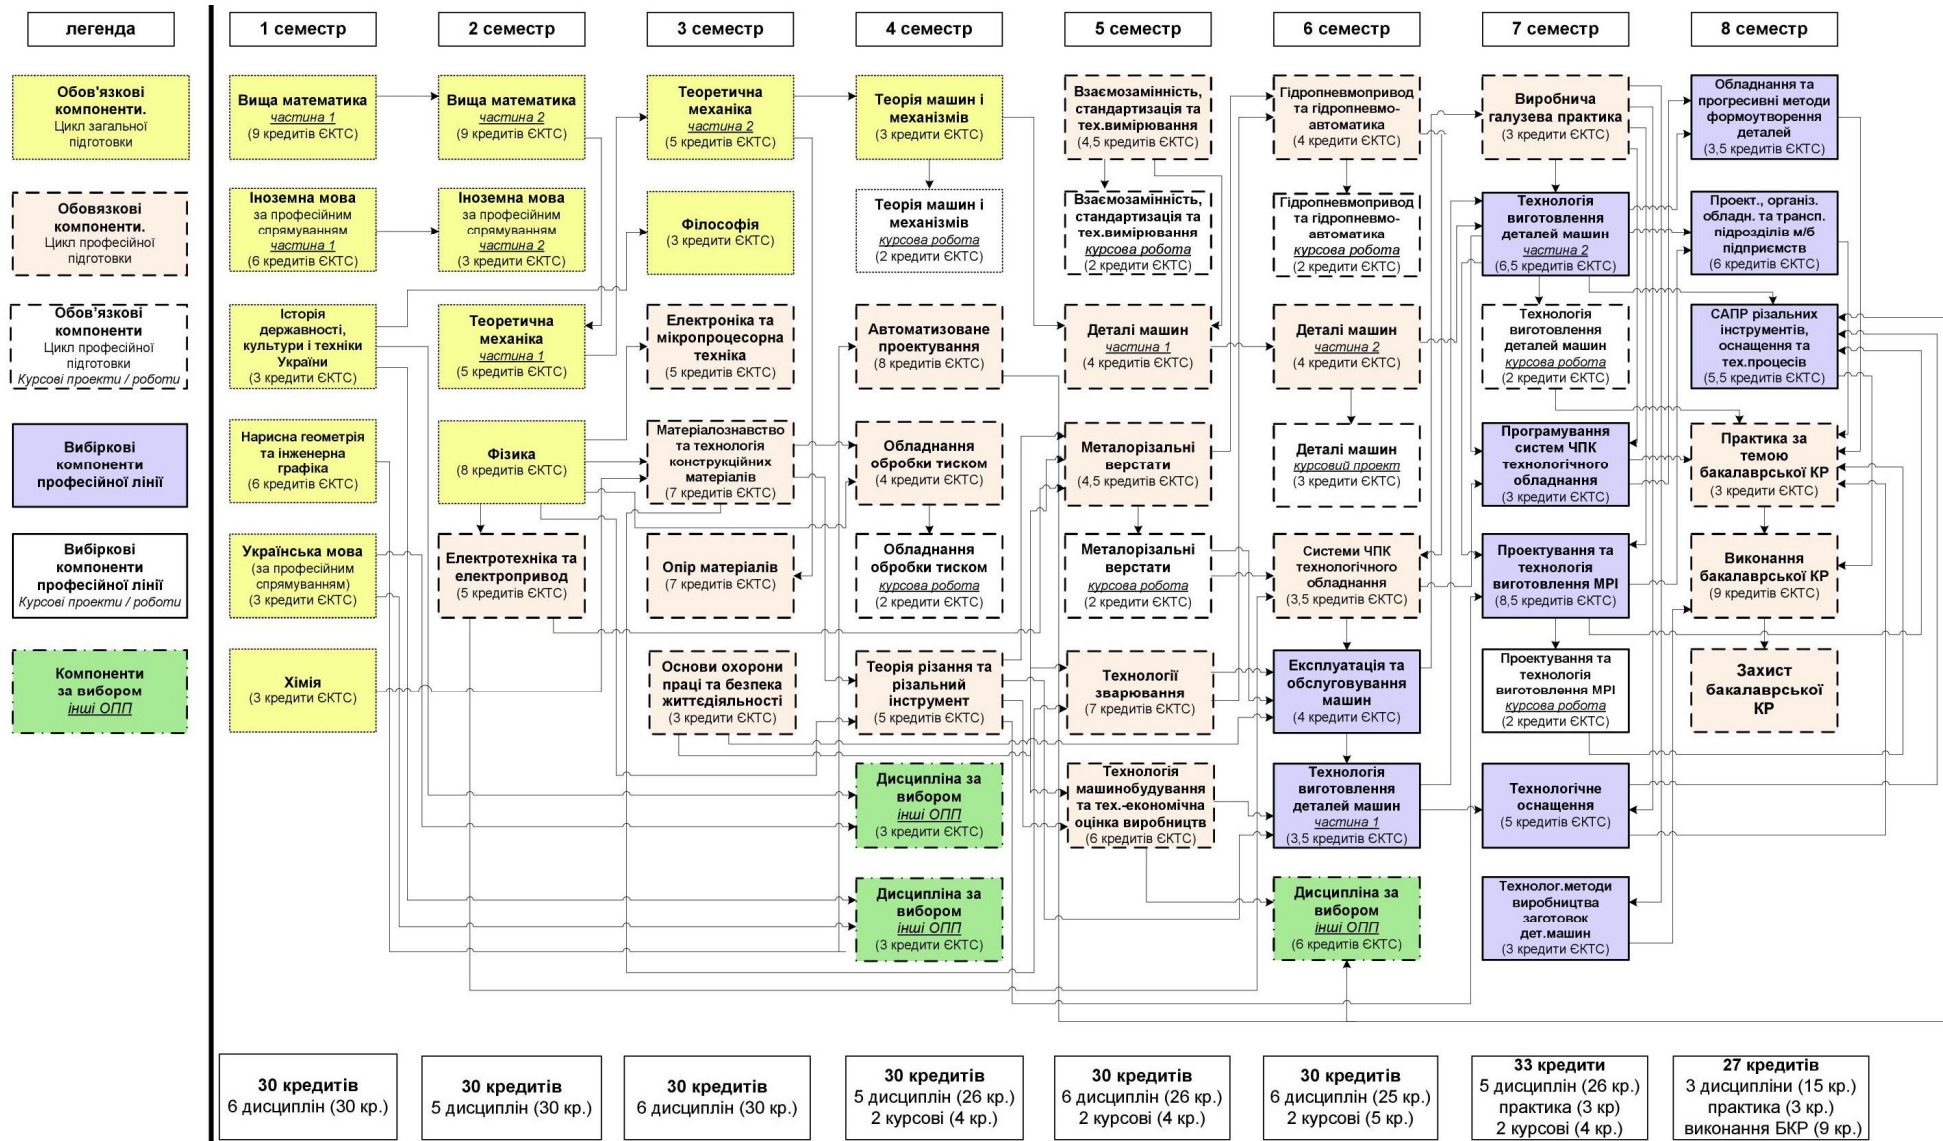 легенда
Обов'язкові
компоненти.
Цикл загальної
підготовки
Обовязкові
компоненти.
Цикл професійної
підготовки
Обов’язкові
компоненти
Цикл професійної
підготовки
Курсові проекти / роботи
Вибіркові
компоненти
професійної лінії
Вибіркові
компоненти
професійної лінії
Курсові проекти / роботи
Компоненти
за вибором
інші ОПП
1 семестр
Вища математика
частина 1
(9 кредитів ЄКТС)
Іноземна мова
за професійним
спрямуванням
частина 1
(6 кредитів ЄКТС)
Історія
державності,
культури і техніки
України
(3 кредити ЄКТС)
Нарисна геометрія
та інженерна
графіка
(6 кредитів ЄКТС)
Українська мова
(за професійним
спрямуванням)
(3 кредити ЄКТС)
Хімія
(3 кредити ЄКТС)
30 кредитів
6 дисциплін (30 кр.)
2 семестр
Вища математика
частина 2
(9 кредитів ЄКТС)
Іноземна мова
за професійним
спрямуванням
частина 2
(3 кредити ЄКТС)
Теоретична
механіка
частина 1
(5 кредитів ЄКТС)
Фізика
(8 кредитів ЄКТС)
Електротехніка та
електропривод
(5 кредитів ЄКТС)
30 кредитів
5 дисциплін (30 кр.)
3 семестр
Теоретична
механіка
частина 2
(5 кредитів ЄКТС)
Філософія
(3 кредити ЄКТС)
Електроніка та
мікропроцесорна
техніка
(5 кредитів ЄКТС)
Матеріалознавство
та технологія
конструкційних
матеріалів
(7 кредитів ЄКТС)
Опір матеріалів
(7 кредитів ЄКТС)
Основи охорони
праці та безпека
життєдіяльності
(3 кредити ЄКТС)
30 кредитів
6 дисциплін (30 кр.)
4 семестр
Теорія машин і
механізмів
(3 кредити ЄКТС)
Теорія машин і
механізмів
курсова робота
(2 кредити ЄКТС)
Автоматизоване
проектування
(8 кредитів ЄКТС)
Обладнання
обробки тиском
(4 кредити ЄКТС)
Обладнання
обробки тиском
курсова робота
(2 кредити ЄКТС)
Теорія різання та
різальний
інструмент
(5 кредитів ЄКТС)
Дисципліна за
вибором
інші ОПП
(3 кредити ЄКТС)
Дисципліна за
вибором
інші ОПП
(3 кредити ЄКТС)
30 кредитів
5 дисциплін (26 кр.)
2 курсові (4 кр.)
5 семестр
Взаємозамінність,
стандартизація та
тех.вимірювання
(4,5 кредитів ЄКТС)
Взаємозамінність,
стандартизація та
тех.вимірювання
курсова робота
(2 кредити ЄКТС)
Деталі машин
частина 1
(4 кредити ЄКТС)
Металорізальні
верстати
(4,5 кредитів ЄКТС)
Металорізальні
верстати
курсова робота
(2 кредити ЄКТС)
Технології
зварювання
(7 кредитів ЄКТС)
Технологія
машинобудування
та тех.-економічна
оцінка виробництв
(6 кредитів ЄКТС)
30 кредитів
6 дисциплін (26 кр.)
2 курсові (4 кр.)
6 семестр
Гідропневмопривод
та гідропневмо-
автоматика
(4 кредити ЄКТС)
Гідропневмопривод
та гідропневмо-
автоматика
курсова робота
(2 кредити ЄКТС)
Деталі машин
частина 2
(4 кредити ЄКТС)
Деталі машин
курсовий проект
(3 кредити ЄКТС)
Системи ЧПК
технологічного
обладнання
(3,5 кредитів ЄКТС)
Експлуатація та
обслуговування
машин
(4 кредити ЄКТС)
Технологія
виготовлення
деталей машин
частина 1
(3,5 кредитів ЄКТС)
Дисципліна за
вибором
інші ОПП
(6 кредитів ЄКТС)
30 кредитів
6 дисциплін (25 кр.)
2 курсові (5 кр.)
7 семестр
Виробнича
галузева практика
(3 кредити ЄКТС)
Технологія
виготовлення
деталей машин
частина 2
(6,5 кредитів ЄКТС)
Технологія
виготовлення
деталей машин
курсова робота
(2 кредити ЄКТС)
Програмування
систем ЧПК
технологічного
обладнання
(3 кредити ЄКТС)
Проектування та
технологія
виготовлення МРІ
(8,5 кредитів ЄКТС)
Проектування та
технологія
виготовлення МРІ
курсова робота
(2 кредити ЄКТС)
Технологічне
оснащення
(5 кредитів ЄКТС)
Технолог.методи
виробництва
заготовок
дет.машин
(3 кредити ЄКТС)
33 кредити
5 дисциплін (26 кр.)
практика (3 кр)
2 курсові (4 кр.)
8 семестр
Обладнання та
прогресивні методи
формоутворення
деталей
(3,5 кредитів ЄКТС)
Проект., організ.
обладн. та трансп.
підрозділів м/б
підприємств
(6 кредитів ЄКТС)
САПР різальних
інструментів,
оснащення та
тех.процесів
(5,5 кредитів ЄКТС)
Практика за
темою
бакалаврської КР
(3 кредити ЄКТС)
Виконання
бакалаврської КР
(9 кредитів ЄКТС)
Захист
бакалаврської
КР
27 кредитів
3 дисципліни (15 кр.)
практика (3 кр.)
виконання БКР (9 кр.)